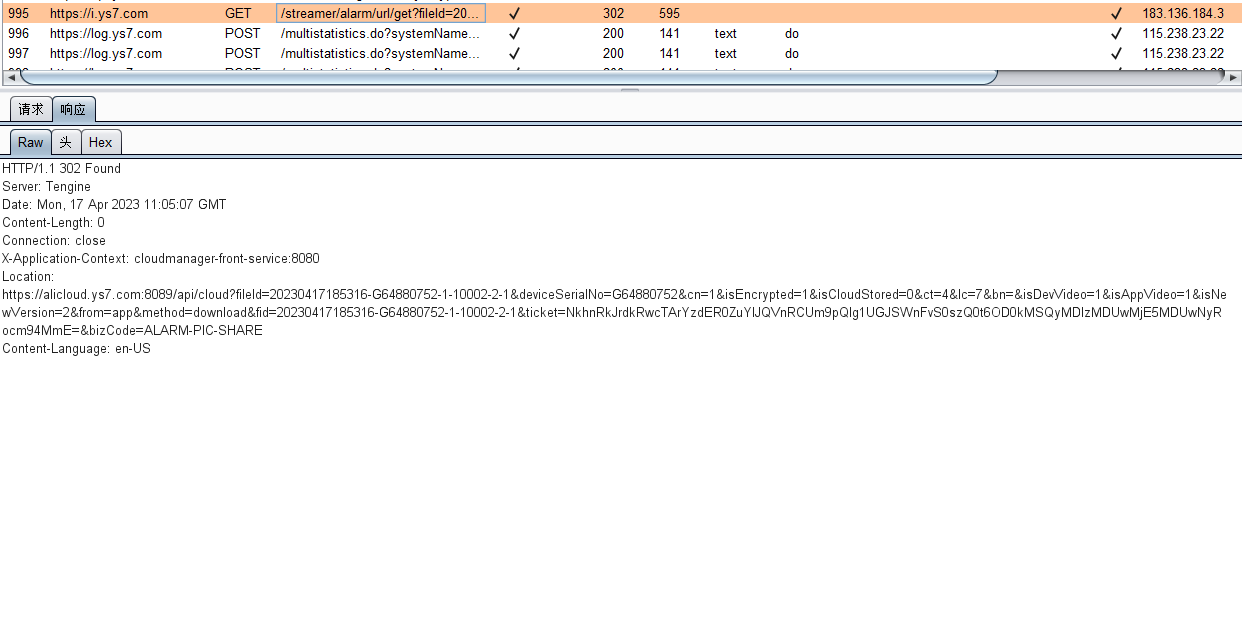 995 https://i.ys7.com GET /streamer/alarm/url/get?fileId=20... ✓ 302 595 ✓ 183.136.184.3
996 https://log.ys7.com POST /multistatistics.do?systemName... ✓ 200 141 text do ✓ 115.238.23.22
997 https://log.ys7.com POST /multistatistics.do?systemName... ✓ 200 141 text do ✓ 115.238.23.22
请求 响应
Raw 头 Hex
HTTP/1.1 302 Found
Server: Tengine
Date: Mon, 17 Apr 2023 11:05:07 GMT
Content-Length: 0
Connection: close
X-Application-Context: cloudmanager-front-service:8080
Location:
https://alicloud.ys7.com:8089/api/cloud?fileId=20230417185316-G64880752-1-10002-2-1&deviceSerialNo=G64880752&cn=1&isEncrypted=1&isCloudStored=0&ct=4&lc=7&bn=&isDevVideo=1&isAppVideo=1&isNe
wVersion=2&from=app&method=download&fid=20230417185316-G64880752-1-10002-2-1&ticket=NkhnRkJrdkRwcTArYzdER0ZuYlJQVnRCUm9pQlg1UGJSWnFvS0szQ0t6OD0kMSQyMDIzMDUwMjE5MDUwNyR
ocm94MmE=&bizCode=ALARM-PIC-SHARE
Content-Language: en-US